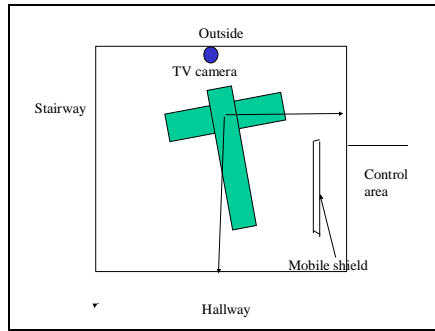 Outside
TV camera
Stairway
Control
area
Mobile shield
Hallway